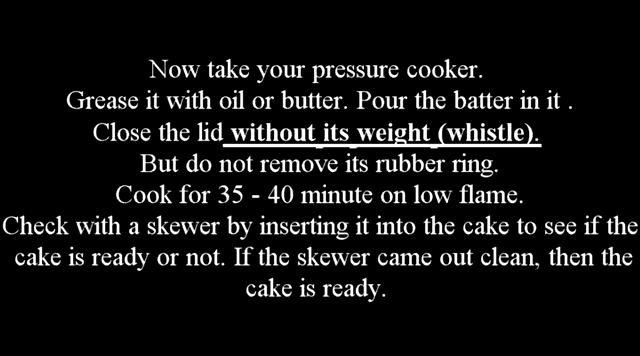 Now take your pressure cooker.
Grease it with oil or butter. Pour the batter in it .
Close the lid without its weight (whistle).
But do not remove its rubber ring.
Cook for 35 - 40 minute on low flame.
Check with a skewer by inserting it into the cake to see if the
cake is ready or not. If the skewer came out clean, then the
cake is ready.